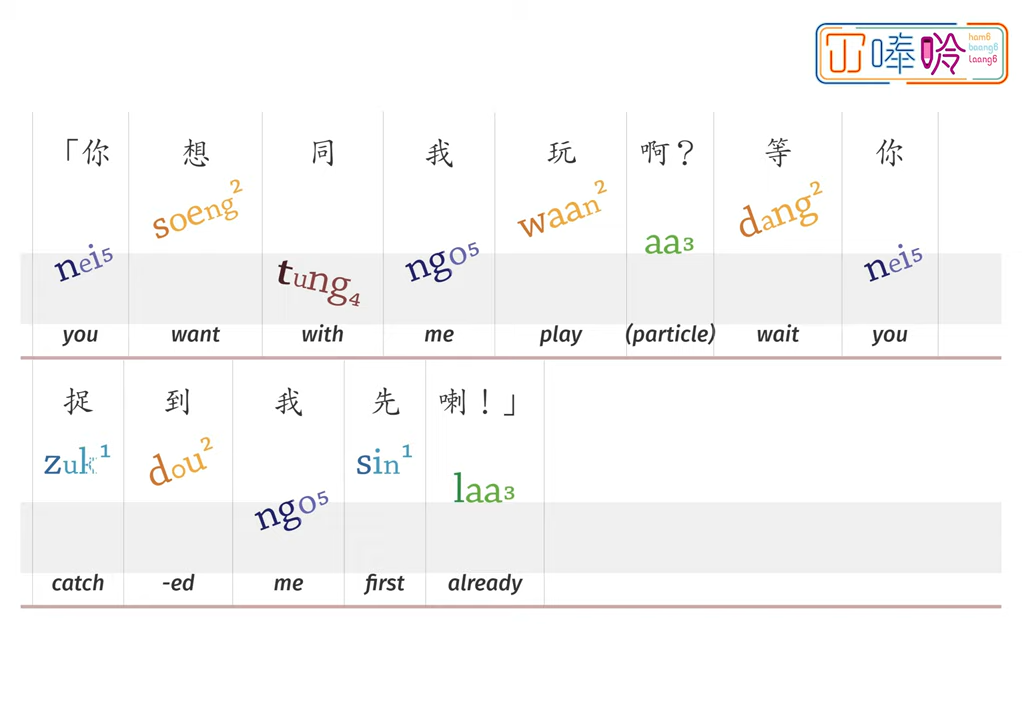 冚唪唥
ham6
baang6
laang6
「你 想 同 我 玩 啊？ 等 你
nei5 soeng2 tung4 ngo5 waan2 aa3 dang2 nei5
you want with me play (particle) wait you
捉 到 我 先 喇！」
zuk1 dou2 ngo5 sin1 laa3
catch -ed me first already